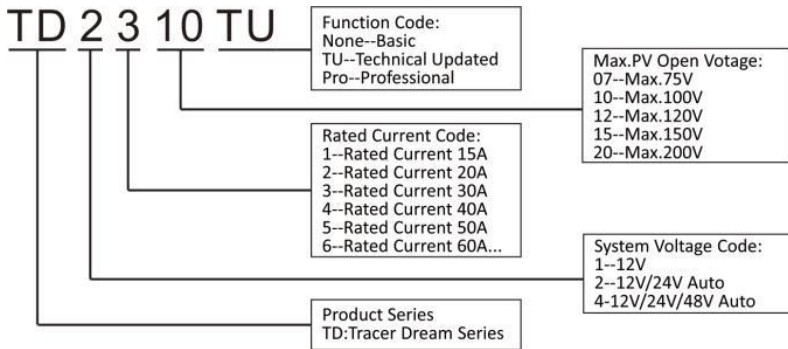 TD 2 3 10 TU
Function Code:
None--Basic
TU--Technical Updated
Pro--Professional
Max.PV Open Votage:
07--Max.75V
10--Max.100V
12--Max.120V
15--Max.150V
20--Max.200V
Rated Current Code:
1--Rated Current 15A
2--Rated Current 20A
3--Rated Current 30A
4--Rated Current 40A
5--Rated Current 50A
6--Rated Current 60A...
System Voltage Code:
1--12V
2--12V/24V Auto
4-12V/24V/48V Auto
Product Series
TD:Tracer Dream Series